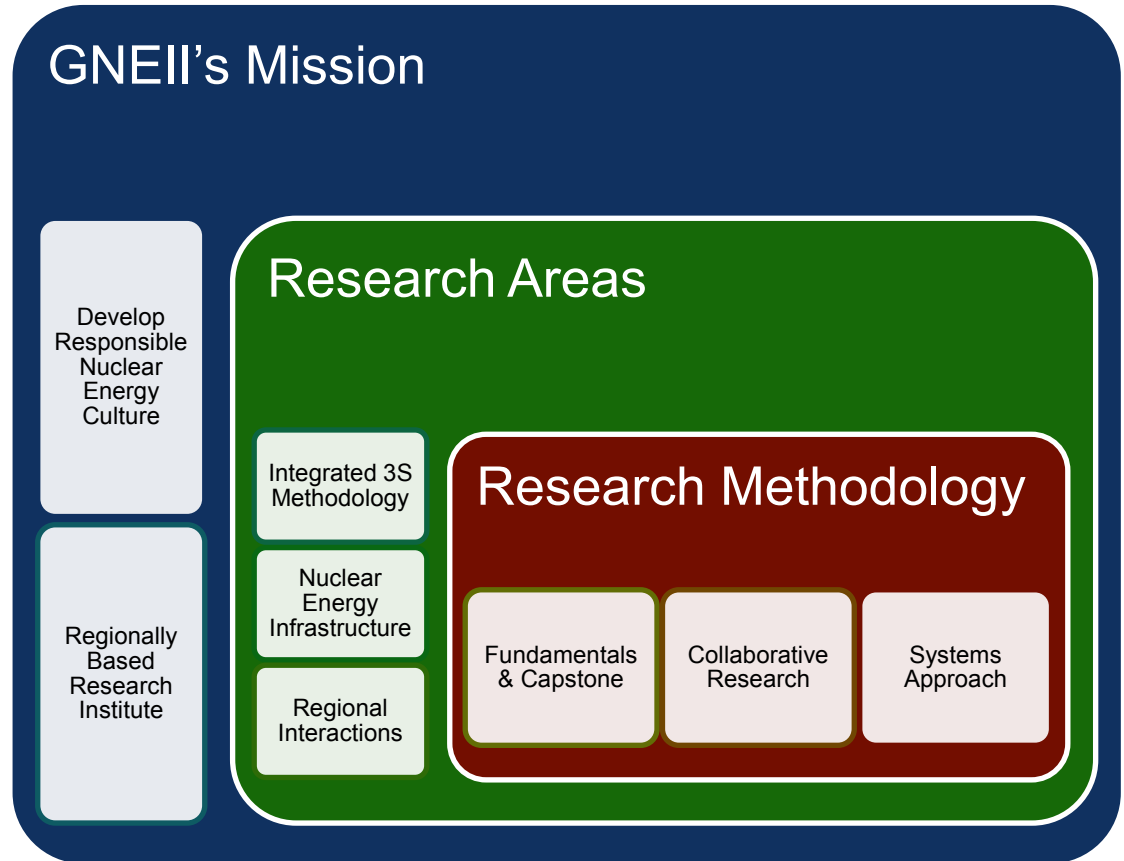 GNEII’s Mission
Develop
Responsible
Nuclear
Energy
Culture
Regionally
Based
Research
Institute
Research Areas
Integrated 3S
Methodology
Nuclear
Energy
Infrastructure
Regional
Interactions
Research Methodology
Fundamentals
& Capstone
Collaborative
Research
Systems
Approach